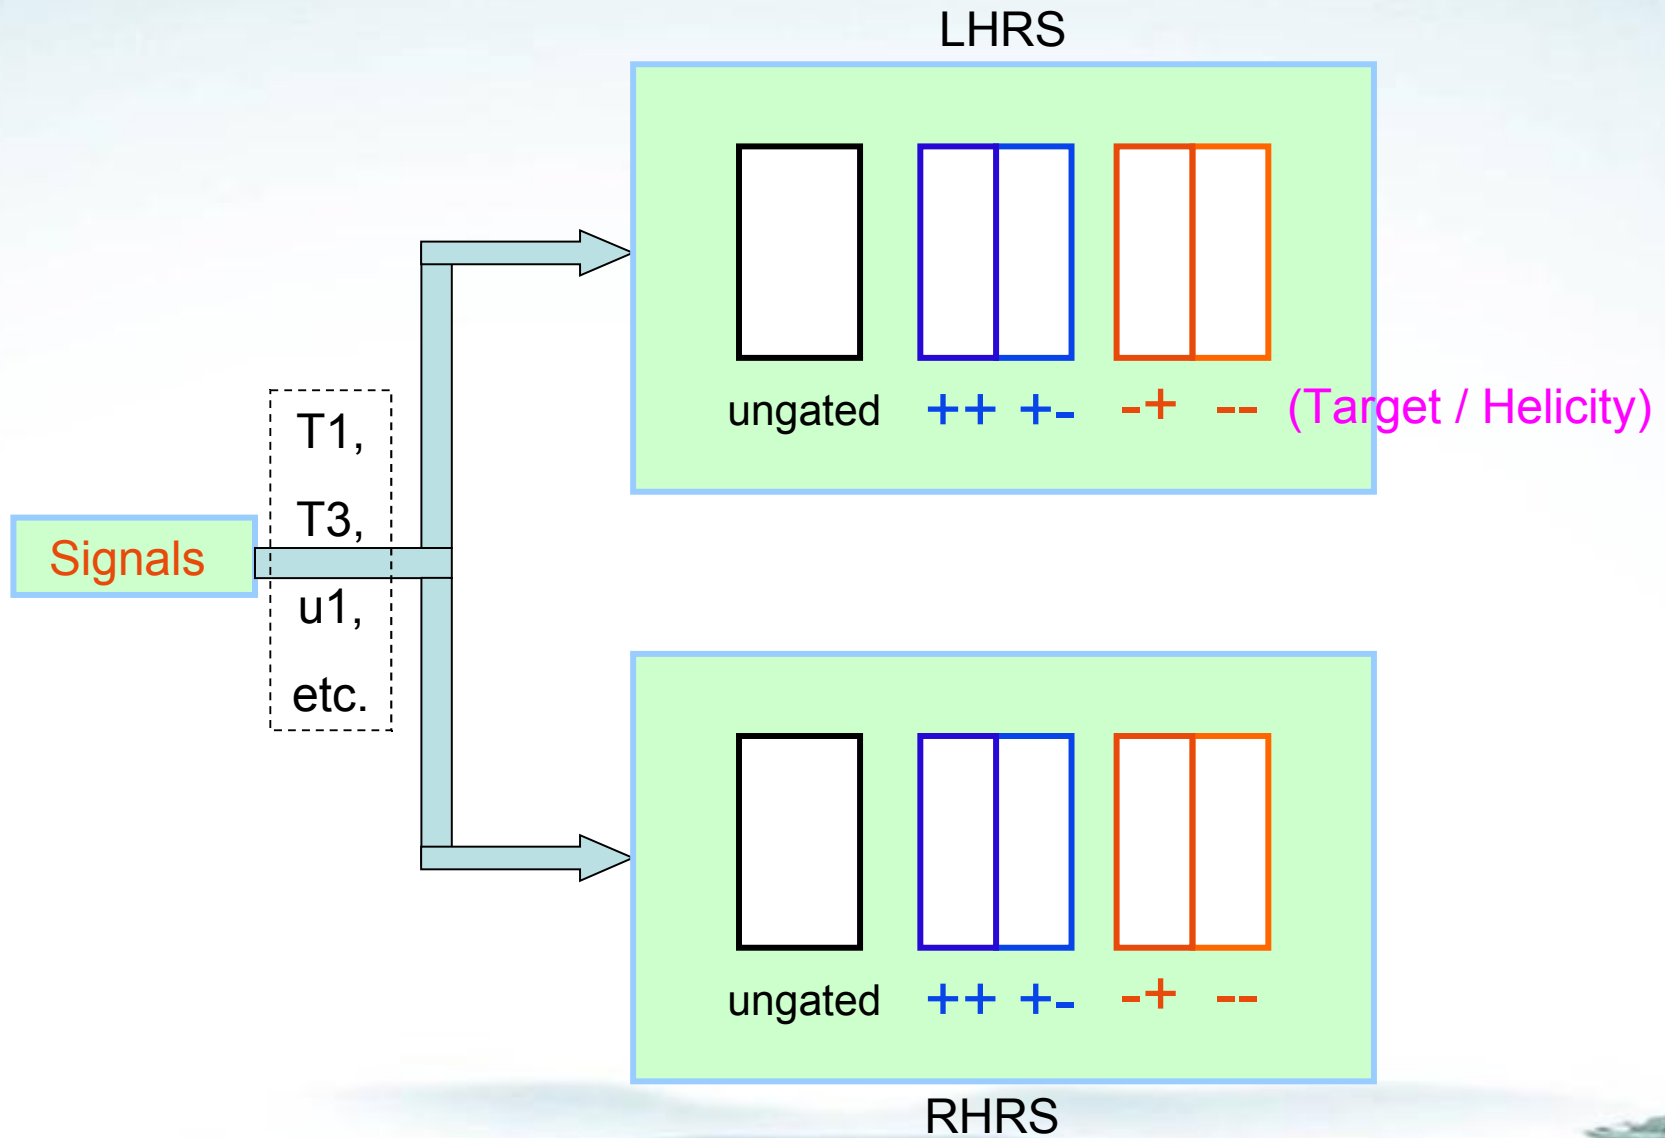 LHRS
ungated ++ +- -+ -- (Target / Helicity)
T1,
T3,
Signals
u1,
etc.
ungated ++ +- -+ --
RHRS